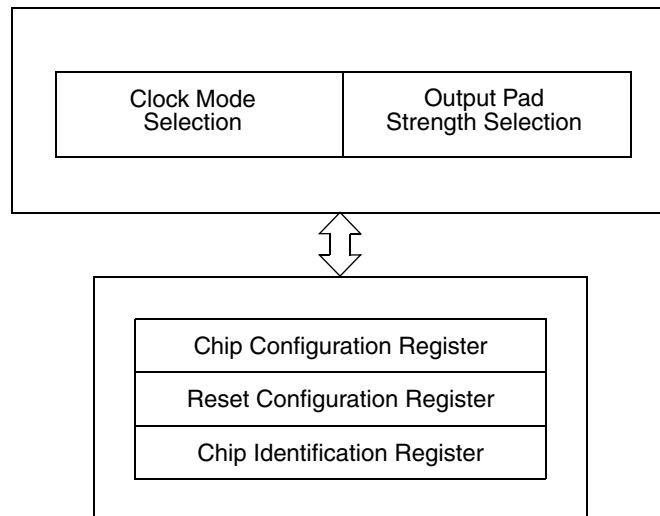 Clock Mode
Selection
Output Pad
Strength Selection
Chip Configuration Register
Reset Configuration Register
Chip Identification Register